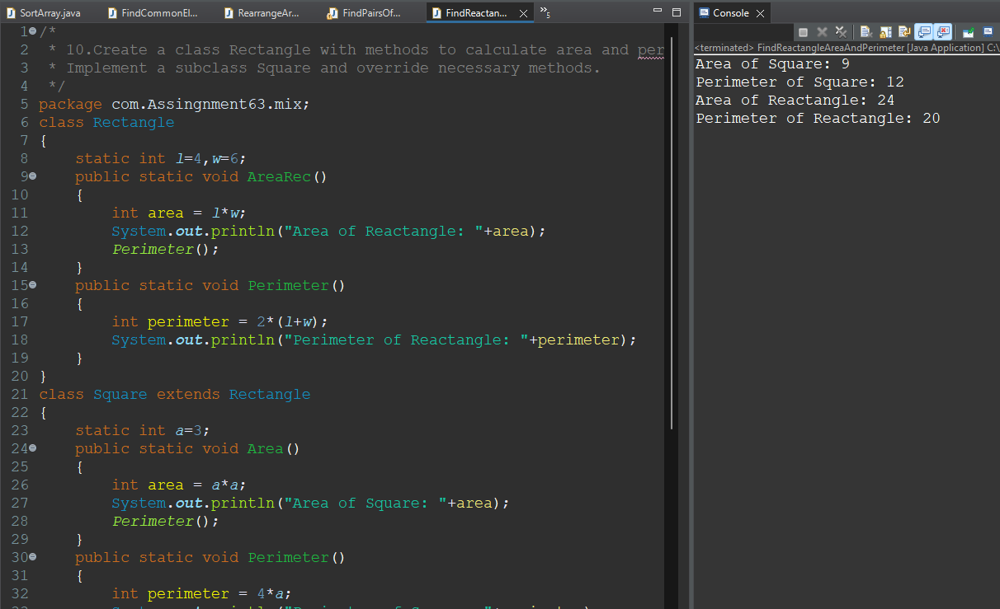 SortArray.java
FindCommonEl...
RearrangeAr...
FindPairsOf...
FindReactan...
5
Console
1 /*
2  * 10.Create a class Rectangle with methods to calculate area and per
3  * Implement a subclass Square and override necessary methods.
4  */
5 package com.Assingnment63.mix;
6 class Rectangle
7 {
8     static int l=4,w=6;
9     public static void AreaRec()
10     {
11         int area = l*w;
12         System.out.println("Area of Reactangle: "+area);
13         Perimeter();
14     }
15     public static void Perimeter()
16     {
17         int perimeter = 2*(l+w);
18         System.out.println("Perimeter of Reactangle: "+perimeter);
19     }
20 }
21 class Square extends Rectangle
22 {
23     static int a=3;
24     public static void Area()
25     {
26         int area = a*a;
27         System.out.println("Area of Square: "+area);
28         Perimeter();
29     }
30     public static void Perimeter()
31     {
32         int perimeter = 4*a;
<terminated> FindReactangleAreaAndPerimeter [Java Application] C:\
Area of Square: 9
Perimeter of Square: 12
Area of Reactangle: 24
Perimeter of Reactangle: 20